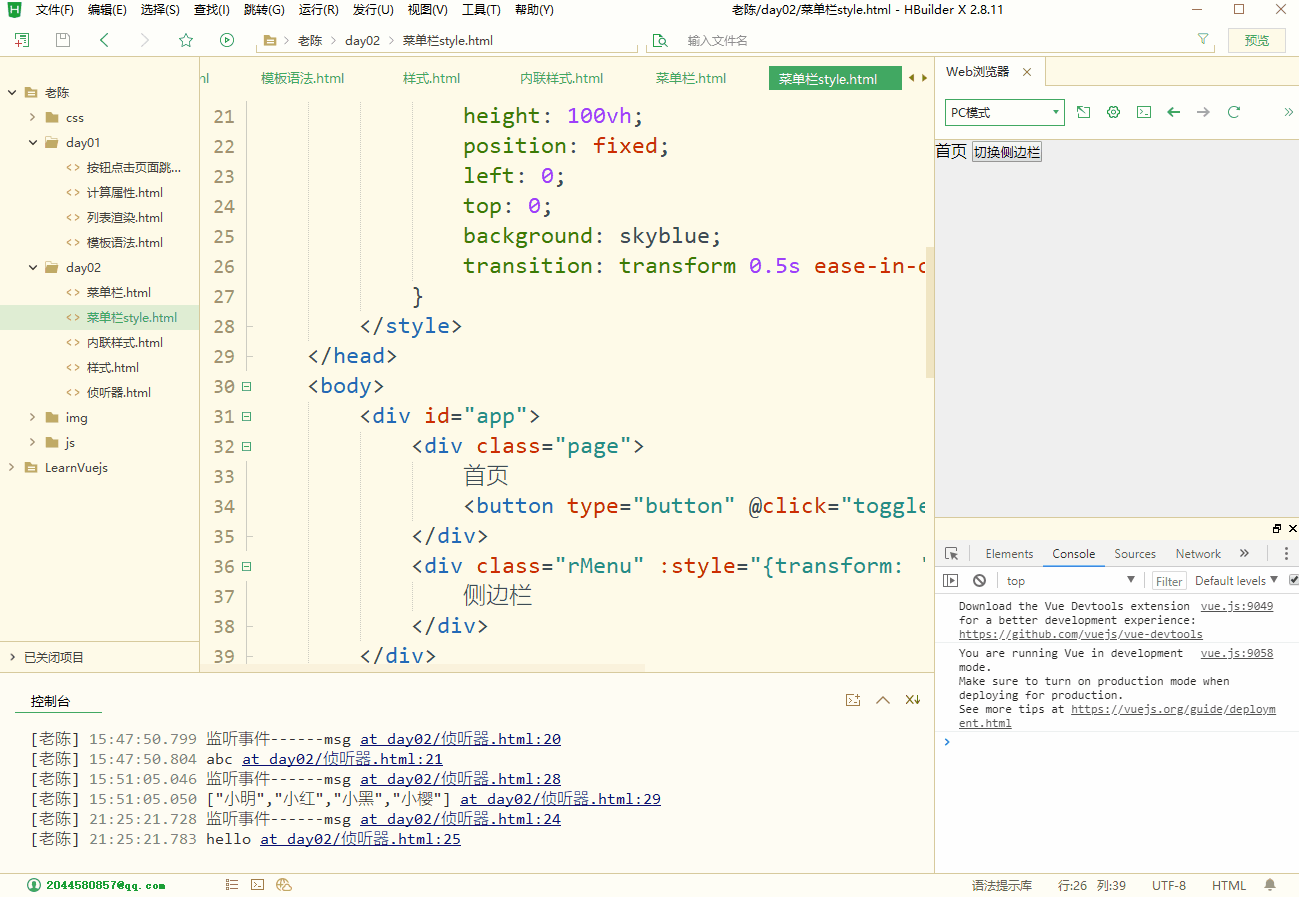 文件(F) 编辑(E) 选择(S) 查找(I) 跳转(G) 运行(R) 发行(U) 视图(V) 工具(T) 帮助(Y) 老陈/day02/菜单栏style.html - HBuilder X 2.8.11
老陈 day02 菜单栏style.html 输入文件名 预览
老陈
css
day01
按钮点击页面跳...
计算属性.html
列表渲染.html
模板语法.html
day02
菜单栏.html
菜单栏style.html
内联样式.html
样式.html
侦听器.html
img
js
LearnVuejs
已关闭项目
模板语法.html 样式.html 内联样式.html 菜单栏.html 菜单栏style.html
21 height: 100vh;
22 position: fixed;
23 left: 0;
24 top: 0;
25 background: skyblue;
26 transition: transform 0.5s ease-in-
27 }
28 </style>
29 </head>
30 <body>
31 <div id="app">
32 <div class="page">
33 首页
34 <button type="button" @click="toggle
35 </div>
36 <div class="rMenu" :style="{transform: '
37 侧边栏
38 </div>
39 </div>
Web浏览器
PC模式
首页 切换侧边栏
Elements Console Sources Network
top Filter Default levels
Download the Vue Devtools extension vue.js:9049
for a better development experience:
https://github.com/vuejs/vue-devtools
You are running Vue in development vue.js:9058
mode.
Make sure to turn on production mode when
deploying for production.
See more tips at https://vuejs.org/guide/deploym
ent.html
控制台
[老陈] 15:47:50.799 监听事件------msg at day02/侦听器.html:20
[老陈] 15:47:50.804 abc at day02/侦听器.html:21
[老陈] 15:51:05.046 监听事件------msg at day02/侦听器.html:28
[老陈] 15:51:05.050 ["小明","小红","小黑","小樱"] at day02/侦听器.html:29
[老陈] 21:25:21.728 监听事件------msg at day02/侦听器.html:24
[老陈] 21:25:21.783 hello at day02/侦听器.html:25
2044580857@qq.com 语法提示库 行:26 列:39 UTF-8 HTML